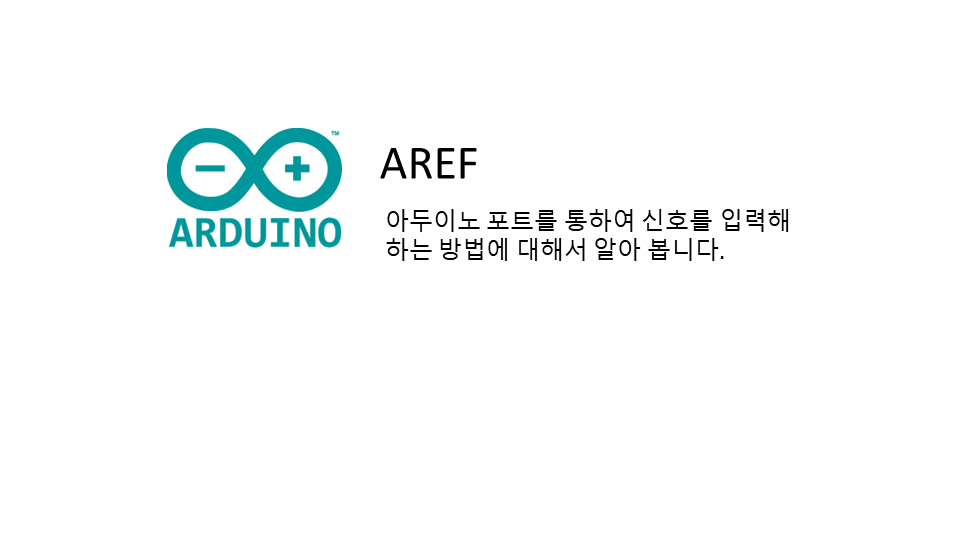 AREF
아두이노 포트를 통하여 신호를 입력해
하는 방법에 대해서 알아 봅니다.
TM
ARDUINO